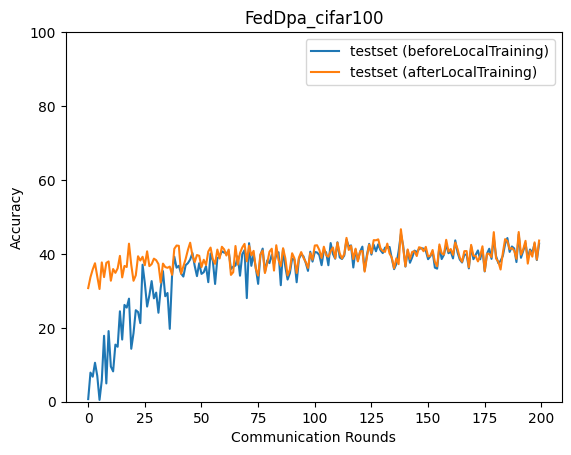 FedDpa_cifar100
testset (beforeLocalTraining)
testset (afterLocalTraining)
Accuracy
100
80
60
40
20
0
0 25 50 75 100 125 150 175 200
Communication Rounds